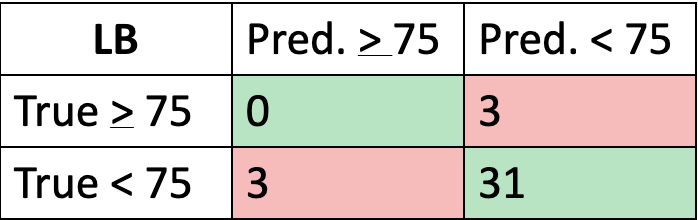 LB Pred. ≥ 75 Pred. < 75
True ≥ 75 0 3
True < 75 3 31